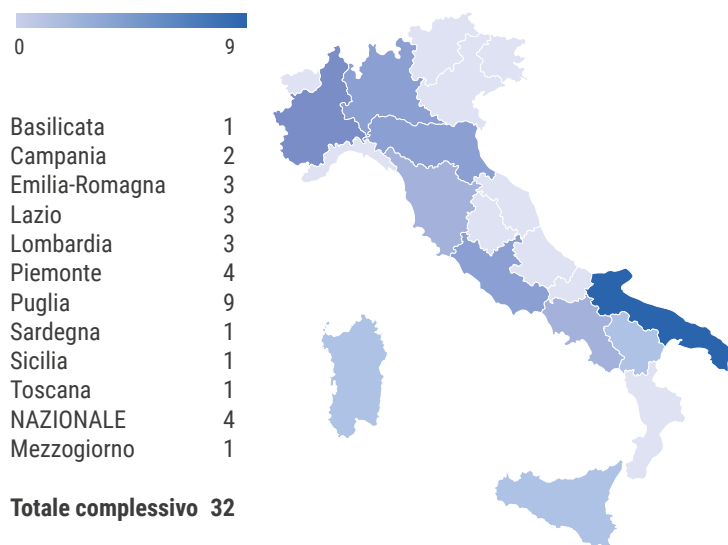 0 9
Basilicata 1
Campania 2
Emilia-Romagna 3
Lazio 3
Lombardia 3
Piemonte 4
Puglia 9
Sardegna 1
Sicilia 1
Toscana 1
NAZIONALE 4
Mezzogiorno 1
Totale complessivo 32